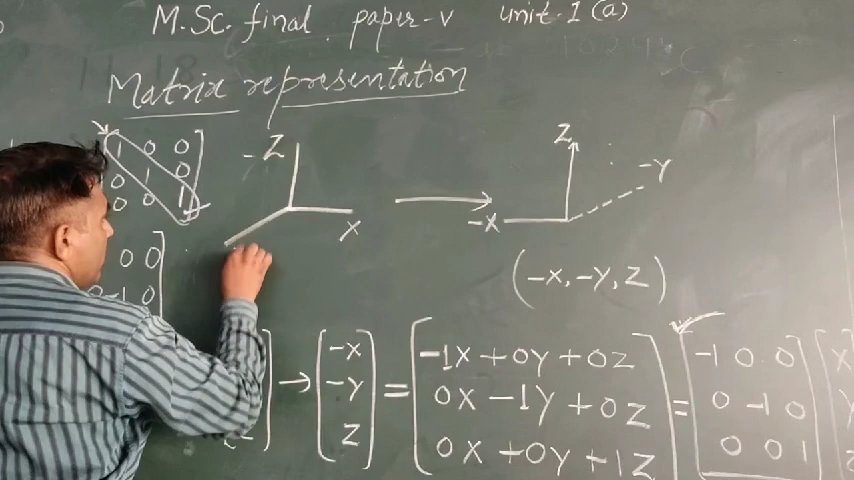 M.Sc. final paper-v unit-1 (a)
Matrix representation
1 0 0
0 1 0
0 0 1
-Z
X
Z
-Y
-X
0 0
-1 0
(-X, -Y, Z)
→ [-X -Y Z] = [-1X + 0Y + 0Z
0X - 1Y + 0Z
0X + 0Y + 1Z] = [-1 0 0
0 -1 0
0 0 1]